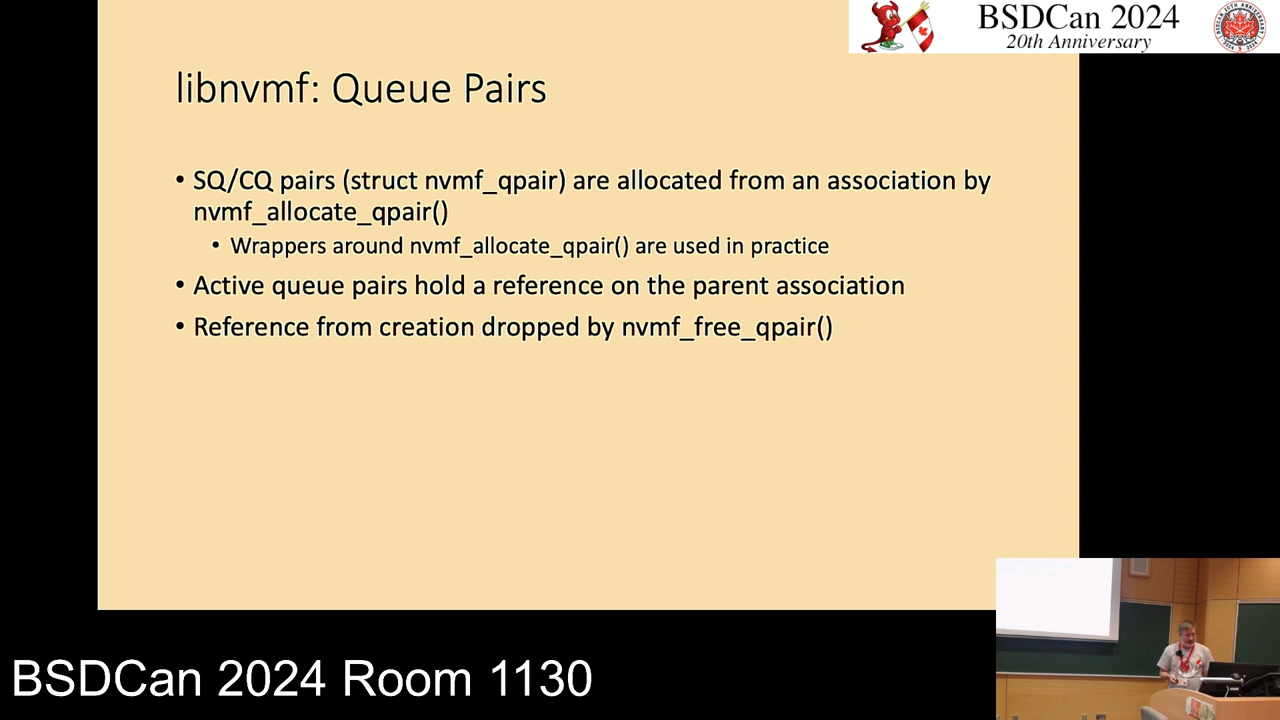 BSDCan 2024
20th Anniversary
libnvmf: Queue Pairs
• SQ/CQ pairs (struct nvmf_qpair) are allocated from an association by
nvmf_allocate_qpair()
• Wrappers around nvmf_allocate_qpair() are used in practice
• Active queue pairs hold a reference on the parent association
• Reference from creation dropped by nvmf_free_qpair()
BSDCan 2024 Room 1130